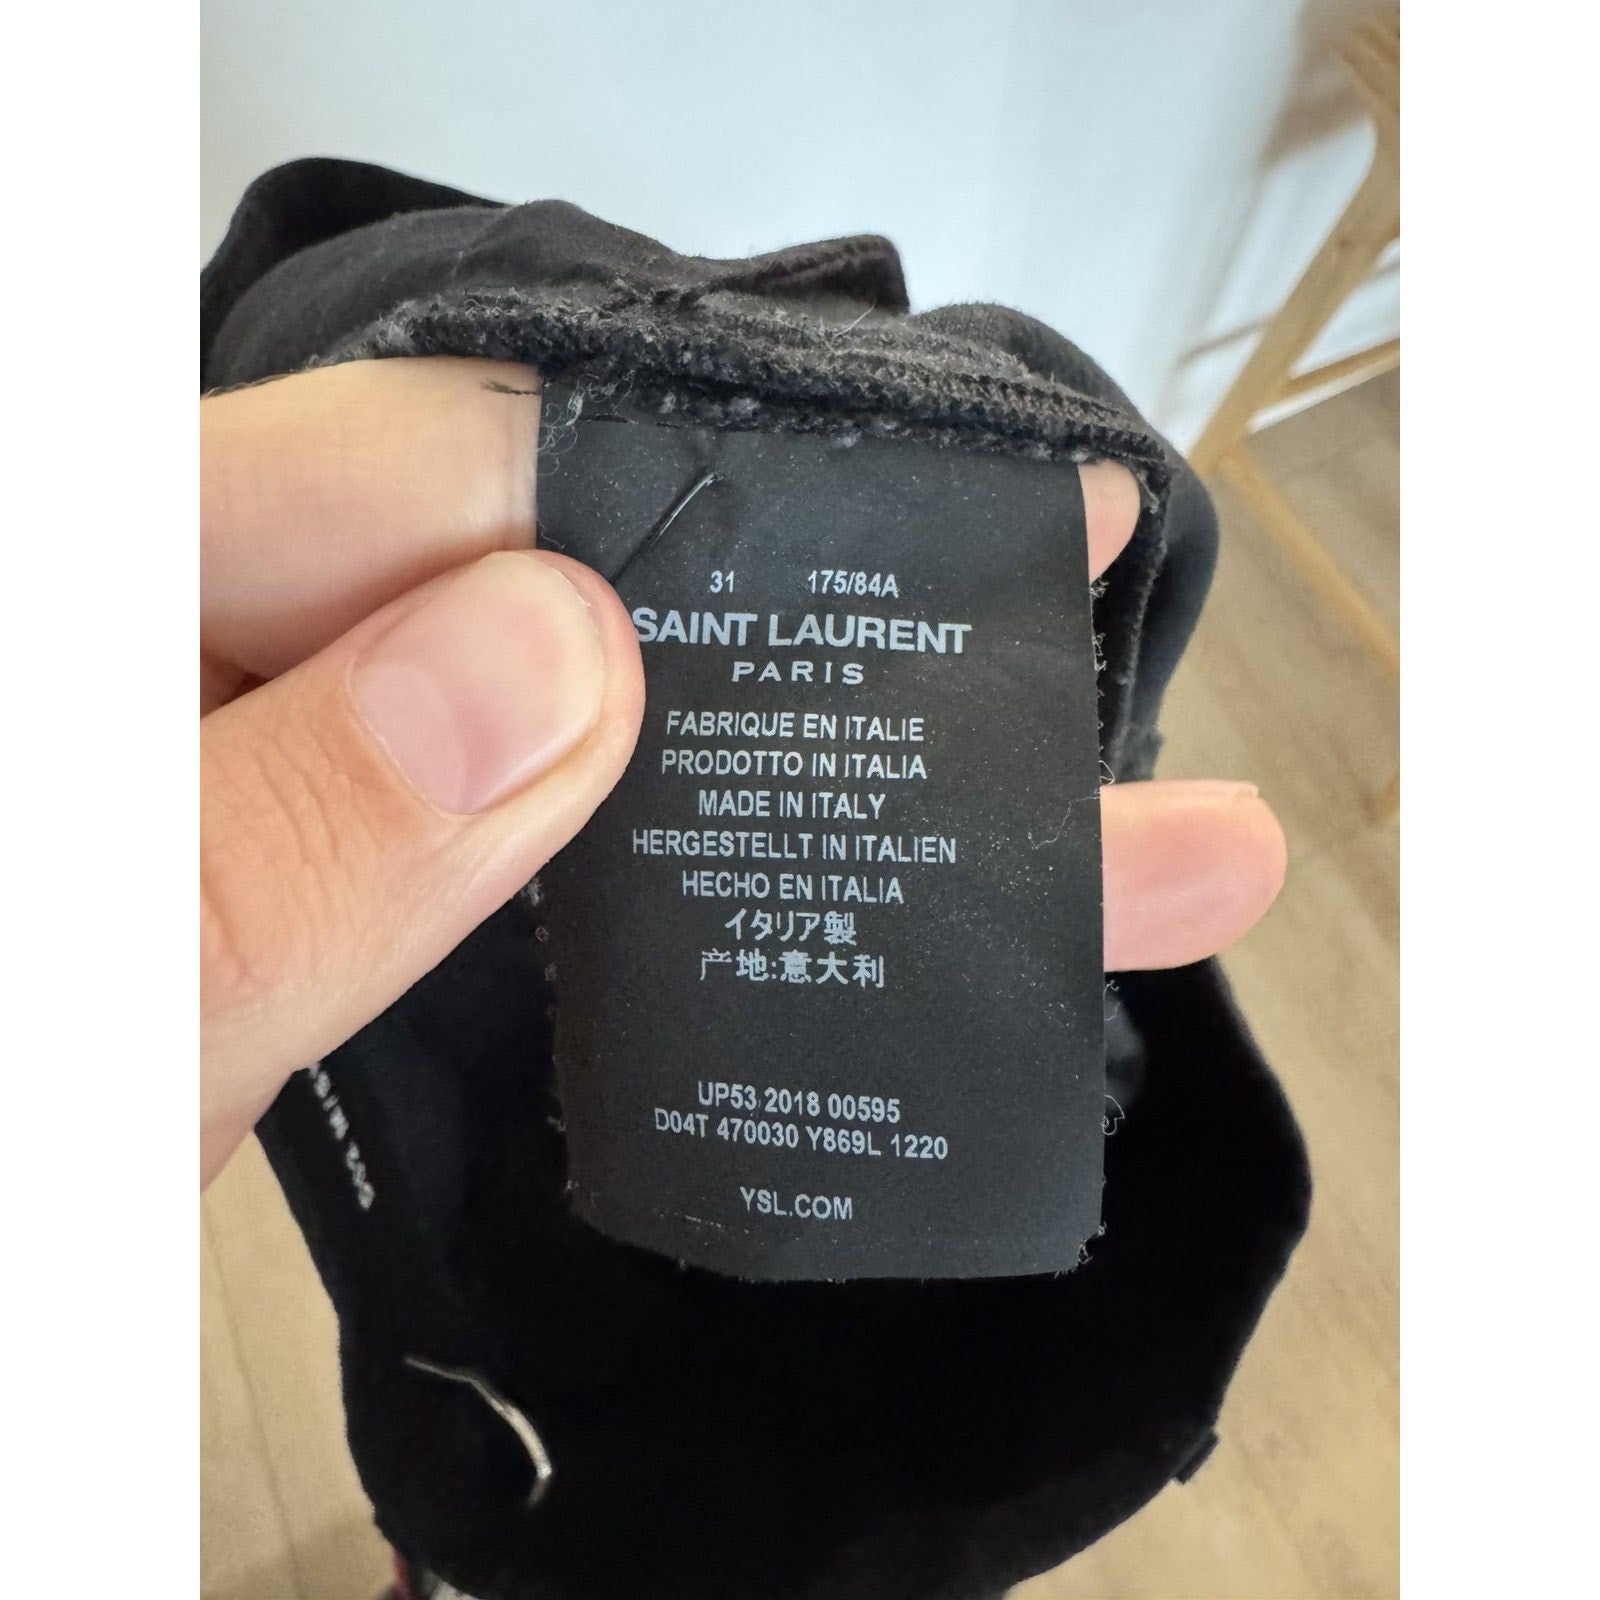 31 175/84A
SAINT LAURENT
PARIS
FABRIQUE EN ITALIE
PRODOTTO IN ITALIA
MADE IN ITALY
HERGESTELLT IN ITALIEN
HECHO EN ITALIA
イタリア製
产地:意大利
UP53 2018 00595
D04T 470030 Y869L 1220
YSL.COM